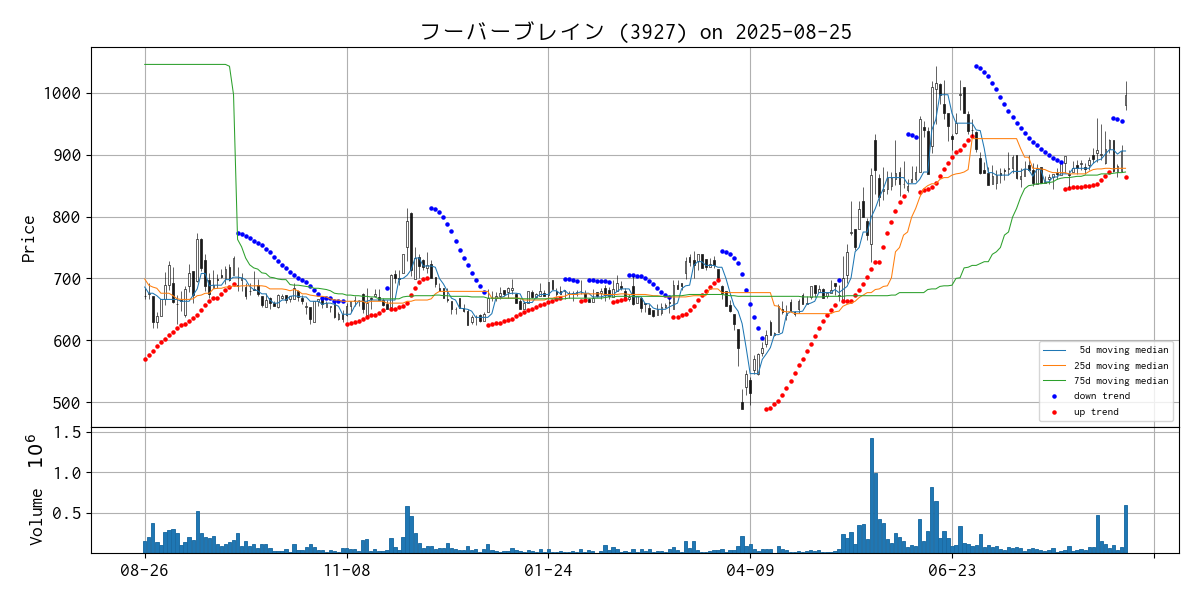 フーバーブレイン (3927) on 2025-08-25
Price
1000
900
800
700
600
500
5d moving median
25d moving median
75d moving median
down trend
up trend
Volume 10^6
1.5
1.0
0.5
08-26
11-08
01-24
04-09
06-23